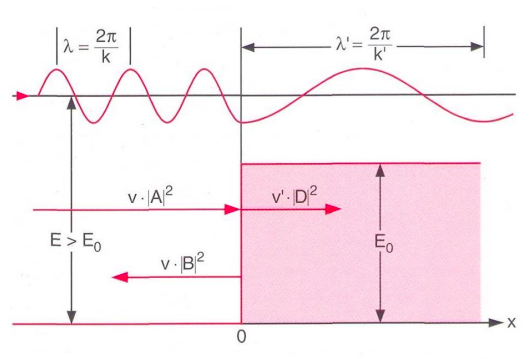 λ = 2π/k
λ' = 2π/k'
v · |A|²
v' · |D|²
E > E₀
E₀
v · |B|²
x
0